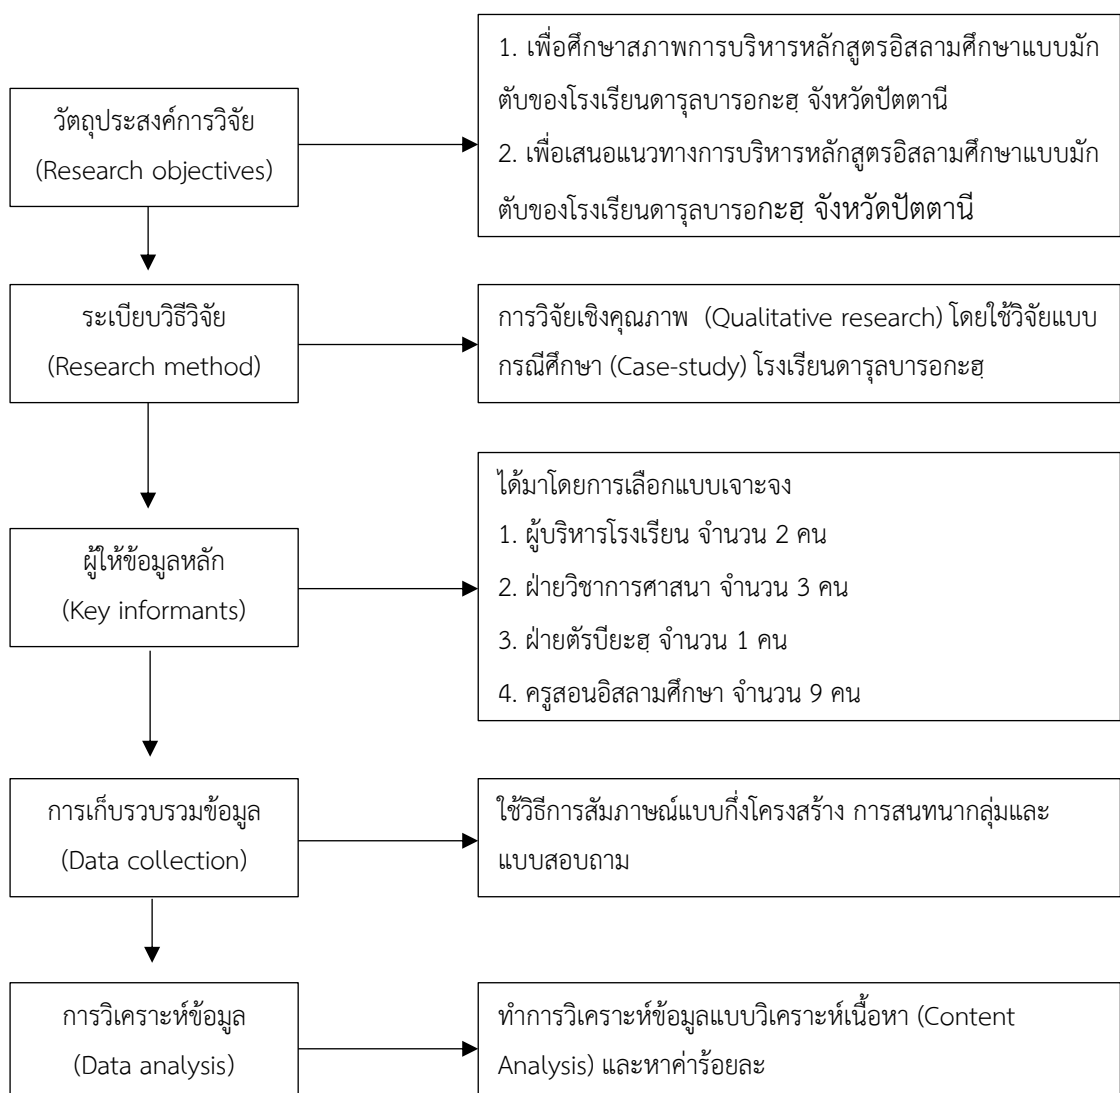 วัตถุประสงค์การวิจัย
(Research objectives)
1. เพื่อศึกษาสภาพการบริหารหลักสูตรอิสลามศึกษาแบบมัก
ตับของโรงเรียนดารุลบารอกะฮฺ จังหวัดปัตตานี
2. เพื่อเสนอแนวทางการบริหารหลักสูตรอิสลามศึกษาแบบมัก
ตับของโรงเรียนดารุลบารอกะฮฺ จังหวัดปัตตานี
ระเบียบวิธีวิจัย
(Research method)
การวิจัยเชิงคุณภาพ (Qualitative research) โดยใช้วิจัยแบบ
กรณีศึกษา (Case-study) โรงเรียนดารุลบารอกะฮฺ
ผู้ให้ข้อมูลหลัก
(Key informants)
ได้มาโดยการเลือกแบบเจาะจง
1. ผู้บริหารโรงเรียน จำนวน 2 คน
2. ฝ่ายวิชาการศาสนา จำนวน 3 คน
3. ฝ่ายตัรบียะฮฺ จำนวน 1 คน
4. ครูสอนอิสลามศึกษา จำนวน 9 คน
การเก็บรวบรวมข้อมูล
(Data collection)
ใช้วิธีการสัมภาษณ์แบบกึ่งโครงสร้าง การสนทนากลุ่มและ
แบบสอบถาม
การวิเคราะห์ข้อมูล
(Data analysis)
ทำการวิเคราะห์ข้อมูลแบบวิเคราะห์เนื้อหา (Content
Analysis) และหาค่าร้อยละ